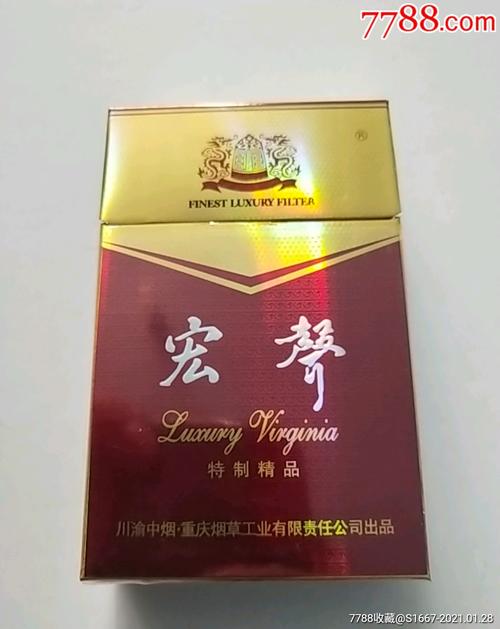 7788.com
®
FINEST LUXURY FILTER
宏聲
Luxury Virginia
特制精品
川渝中烟·重庆烟草工业有限责任公司出品
7788收藏@S1667-2021.01.28